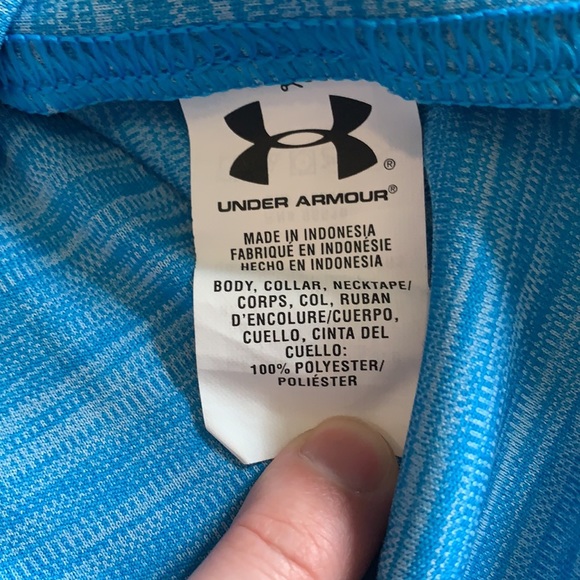 UNDER ARMOUR®
MADE IN INDONESIA
FABRIQUÉ EN INDONÉSIE
HECHO EN INDONESIA
BODY, COLLAR, NECKTAPE/
CORPS, COL, RUBAN
D'ENCOLURE/CUERPO,
CUELLO, CINTA DEL
CUELLO:
100% POLYESTER/
POLIÉSTER